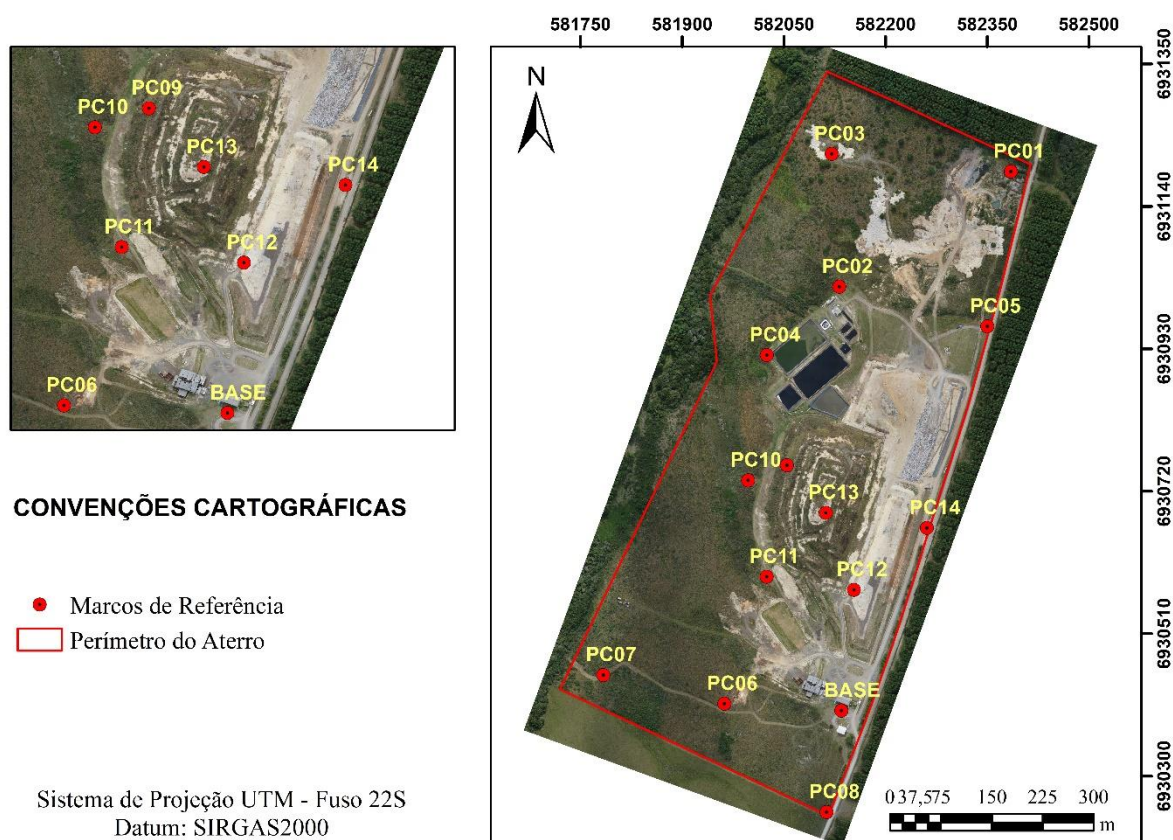 PC09
PC10
PC13
PC14
PC11
PC12
PC06
BASE
CONVENÇÕES CARTOGRÁFICAS
Marcos de Referência
Perímetro do Aterro
Sistema de Projeção UTM - Fuso 22S
Datum: SIRGAS2000
581750 581900 582050 582200 582350 582500
6931350
6931140
6930930
6930720
6930510
6930300
N
PC03
PC01
PC02
PC05
PC04
PC10
PC13
PC14
PC11
PC12
PC07
PC06
BASE
PC08
0 37,575 150 225 300
m